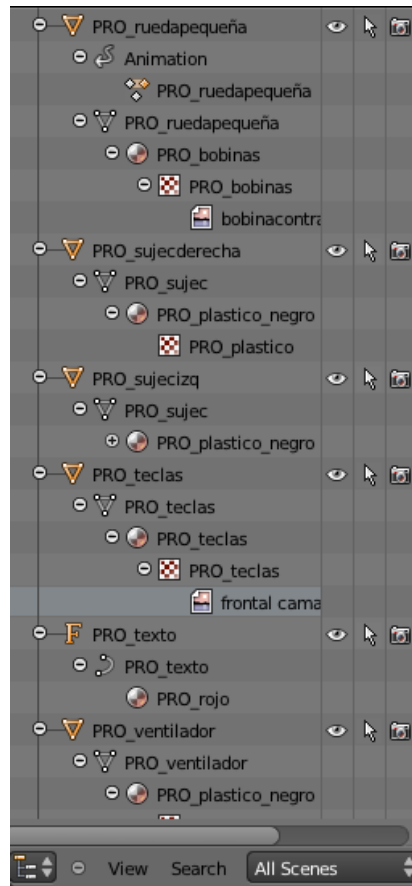 PRO_ruedapequeña
Animation
PRO_ruedapequeña
PRO_ruedapequeña
PRO_bobinas
PRO_bobinas
bobinacontra
PRO_sujecderecha
PRO_sujec
PRO_plastico_negro
PRO_plastico
PRO_sujecizq
PRO_sujec
PRO_plastico_negro
PRO_teclas
PRO_teclas
PRO_teclas
PRO_teclas
frontal cama
PRO_texto
PRO_texto
PRO_rojo
PRO_ventilador
PRO_ventilador
PRO_plastico_negro
View Search All Scenes